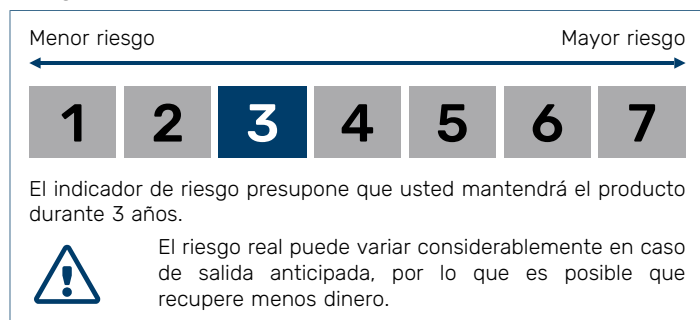 Menor riesgo Mayor riesgo
1 2 3 4 5 6 7
El indicador de riesgo presupone que usted mantendrá el producto
durante 3 años.
El riesgo real puede variar considerablemente en caso
de salida anticipada, por lo que es posible que
recupere menos dinero.